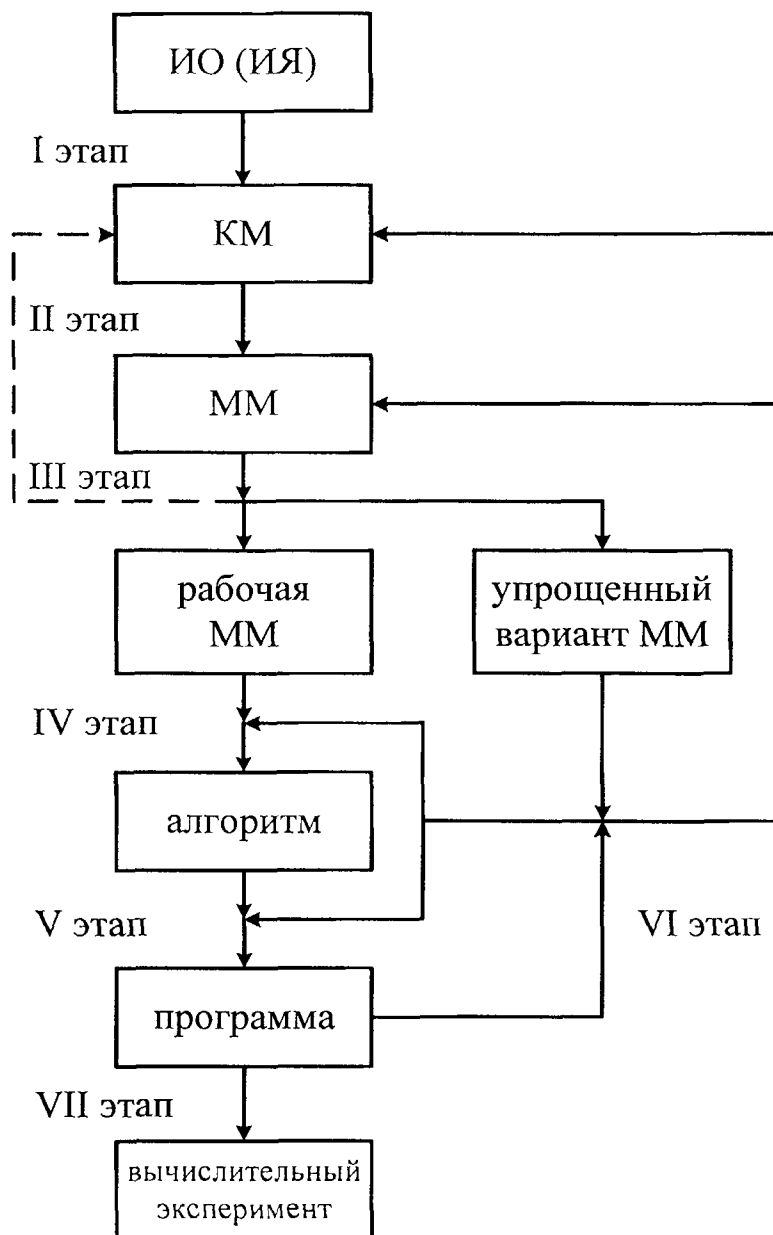 ИО (ИЯ)
I этап
КМ
II этап
ММ
III этап
рабочая
ММ
упрощенный
вариант ММ
IV этап
алгоритм
V этап
VI этап
программа
VII этап
вычислительный
эксперимент